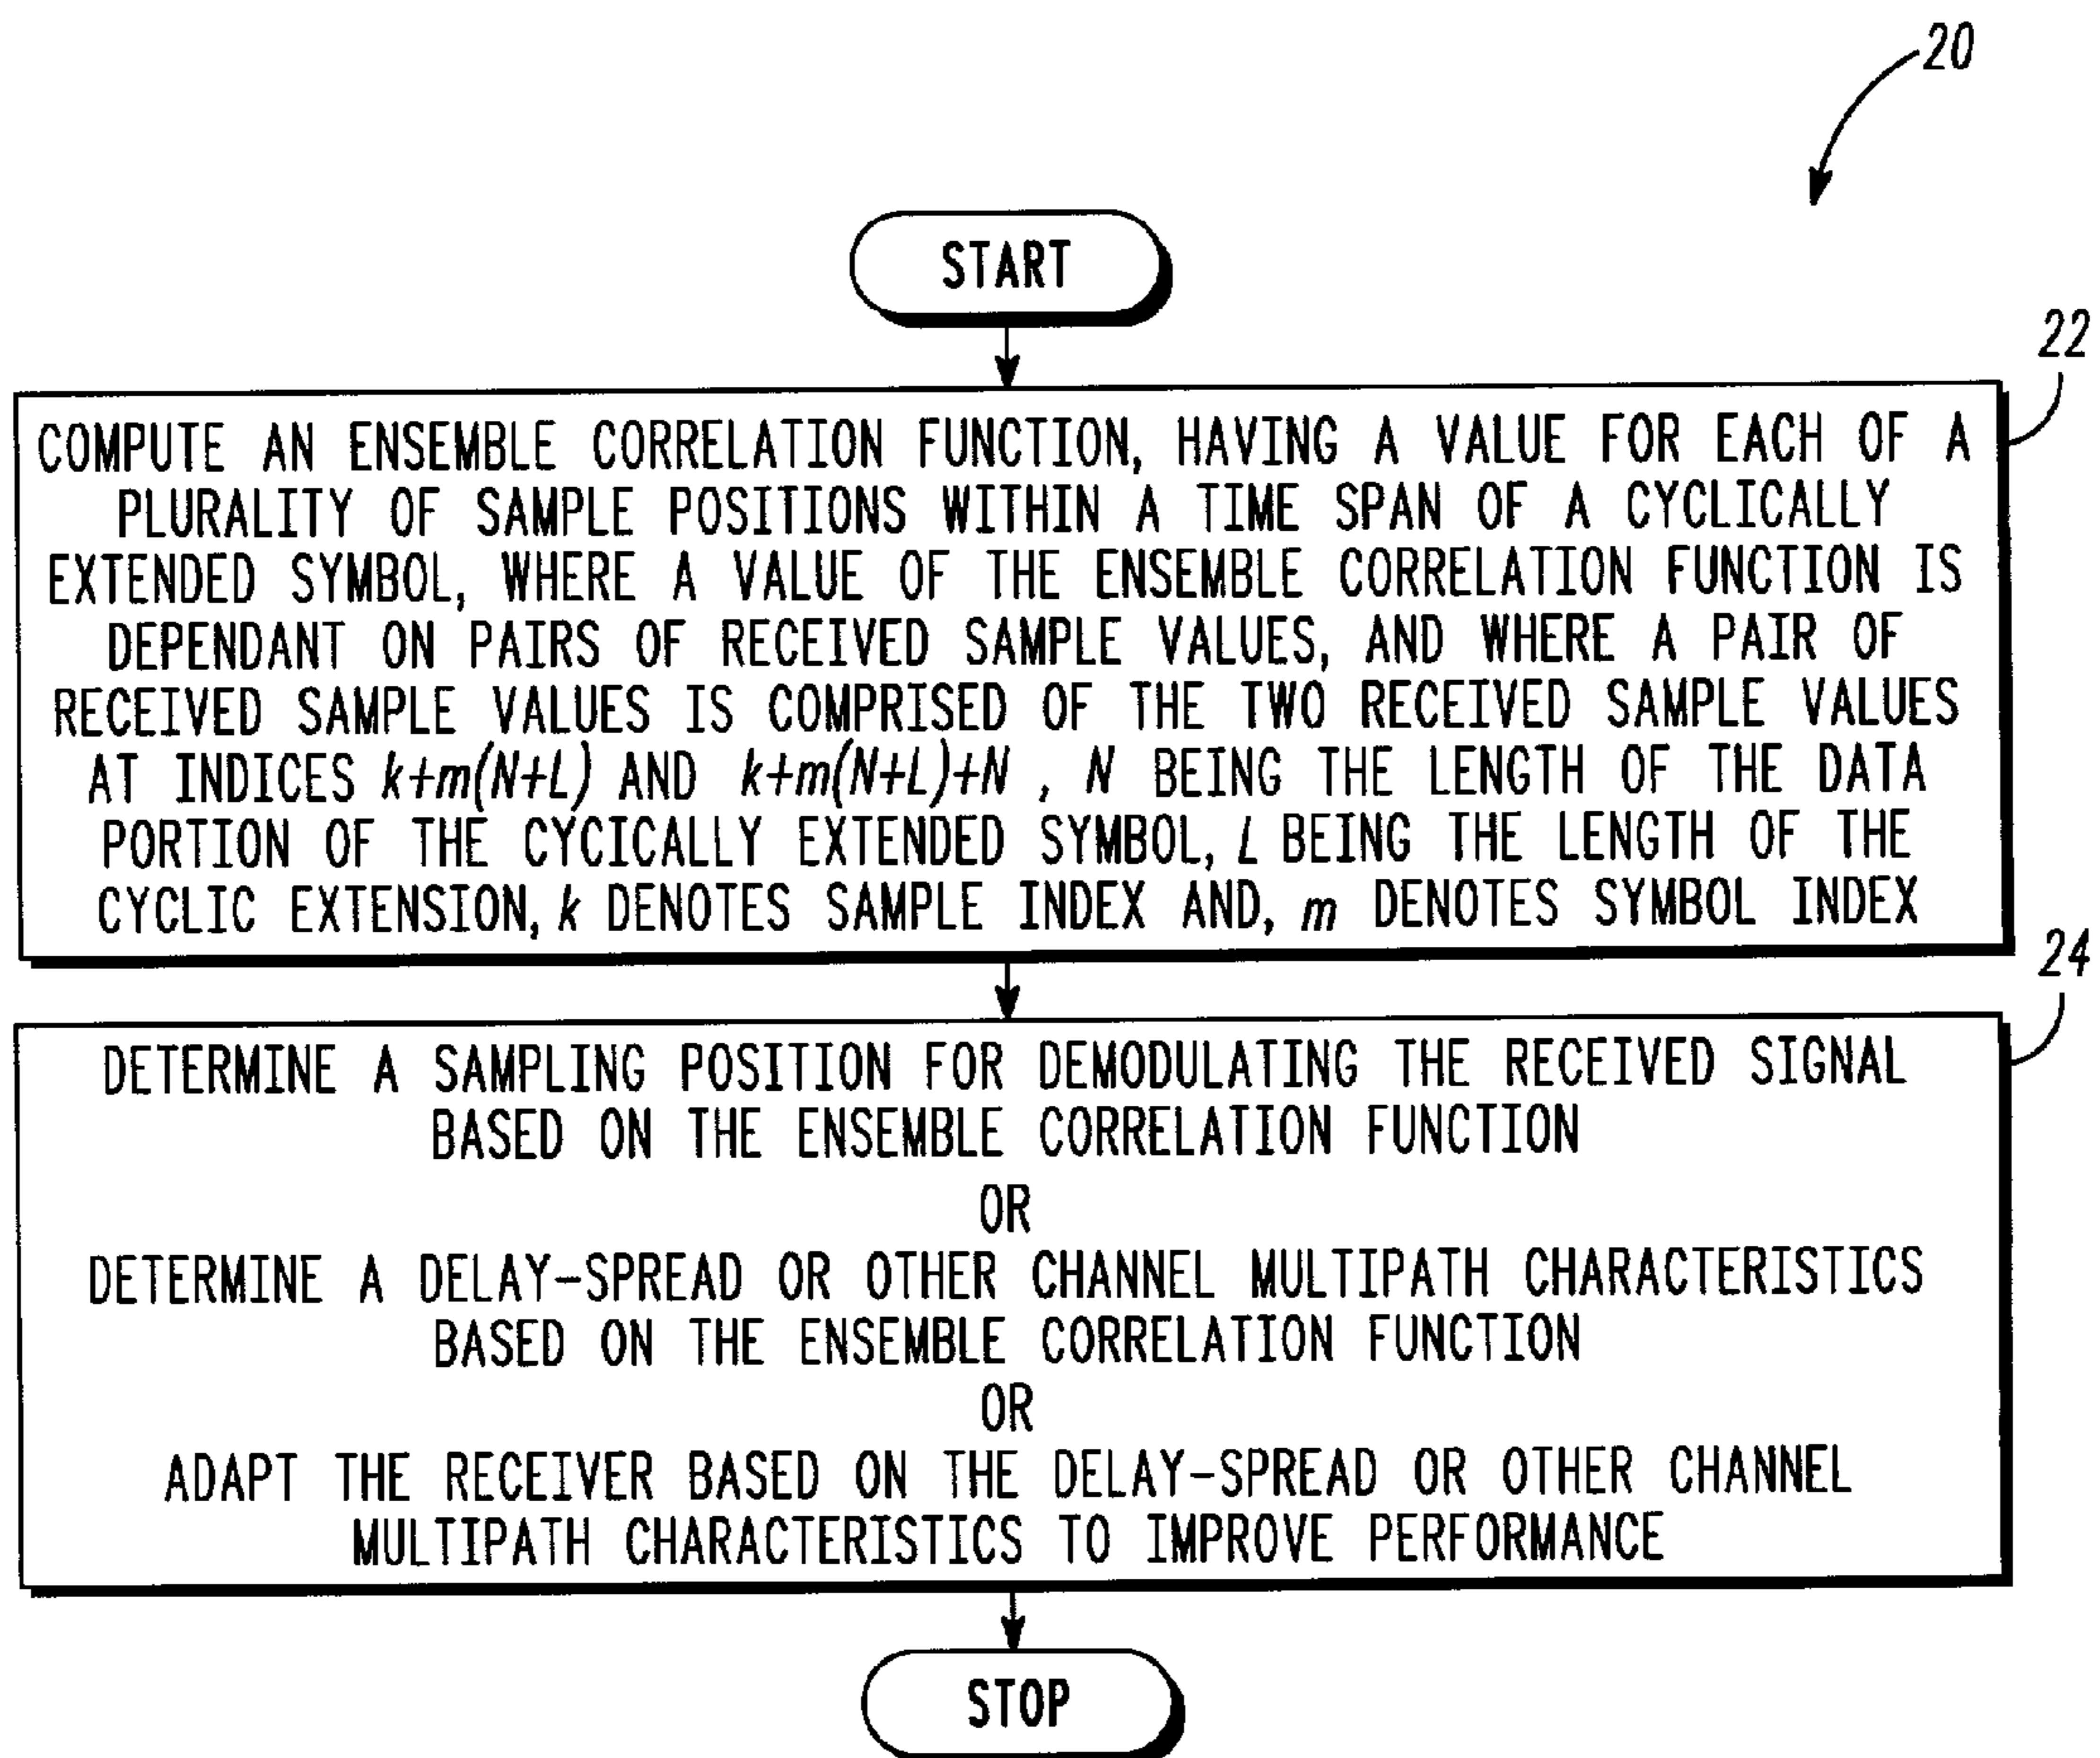 20
START
22
COMPUTE AN ENSEMBLE CORRELATION FUNCTION, HAVING A VALUE FOR EACH OF A
PLURALITY OF SAMPLE POSITIONS WITHIN A TIME SPAN OF A CYCLICALLY
EXTENDED SYMBOL, WHERE A VALUE OF THE ENSEMBLE CORRELATION FUNCTION IS
DEPENDANT ON PAIRS OF RECEIVED SAMPLE VALUES, AND WHERE A PAIR OF
RECEIVED SAMPLE VALUES IS COMPRISED OF THE TWO RECEIVED SAMPLE VALUES
AT INDICES k+m(N+L) AND k+m(N+L)+N , N BEING THE LENGTH OF THE DATA
PORTION OF THE CYCICALLY EXTENDED SYMBOL, L BEING THE LENGTH OF THE
CYCLIC EXTENSION, k DENOTES SAMPLE INDEX AND, m DENOTES SYMBOL INDEX
24
DETERMINE A SAMPLING POSITION FOR DEMODULATING THE RECEIVED SIGNAL
BASED ON THE ENSEMBLE CORRELATION FUNCTION
OR
DETERMINE A DELAY-SPREAD OR OTHER CHANNEL MULTIPATH CHARACTERISTICS
BASED ON THE ENSEMBLE CORRELATION FUNCTION
OR
ADAPT THE RECEIVER BASED ON THE DELAY-SPREAD OR OTHER CHANNEL
MULTIPATH CHARACTERISTICS TO IMPROVE PERFORMANCE
STOP